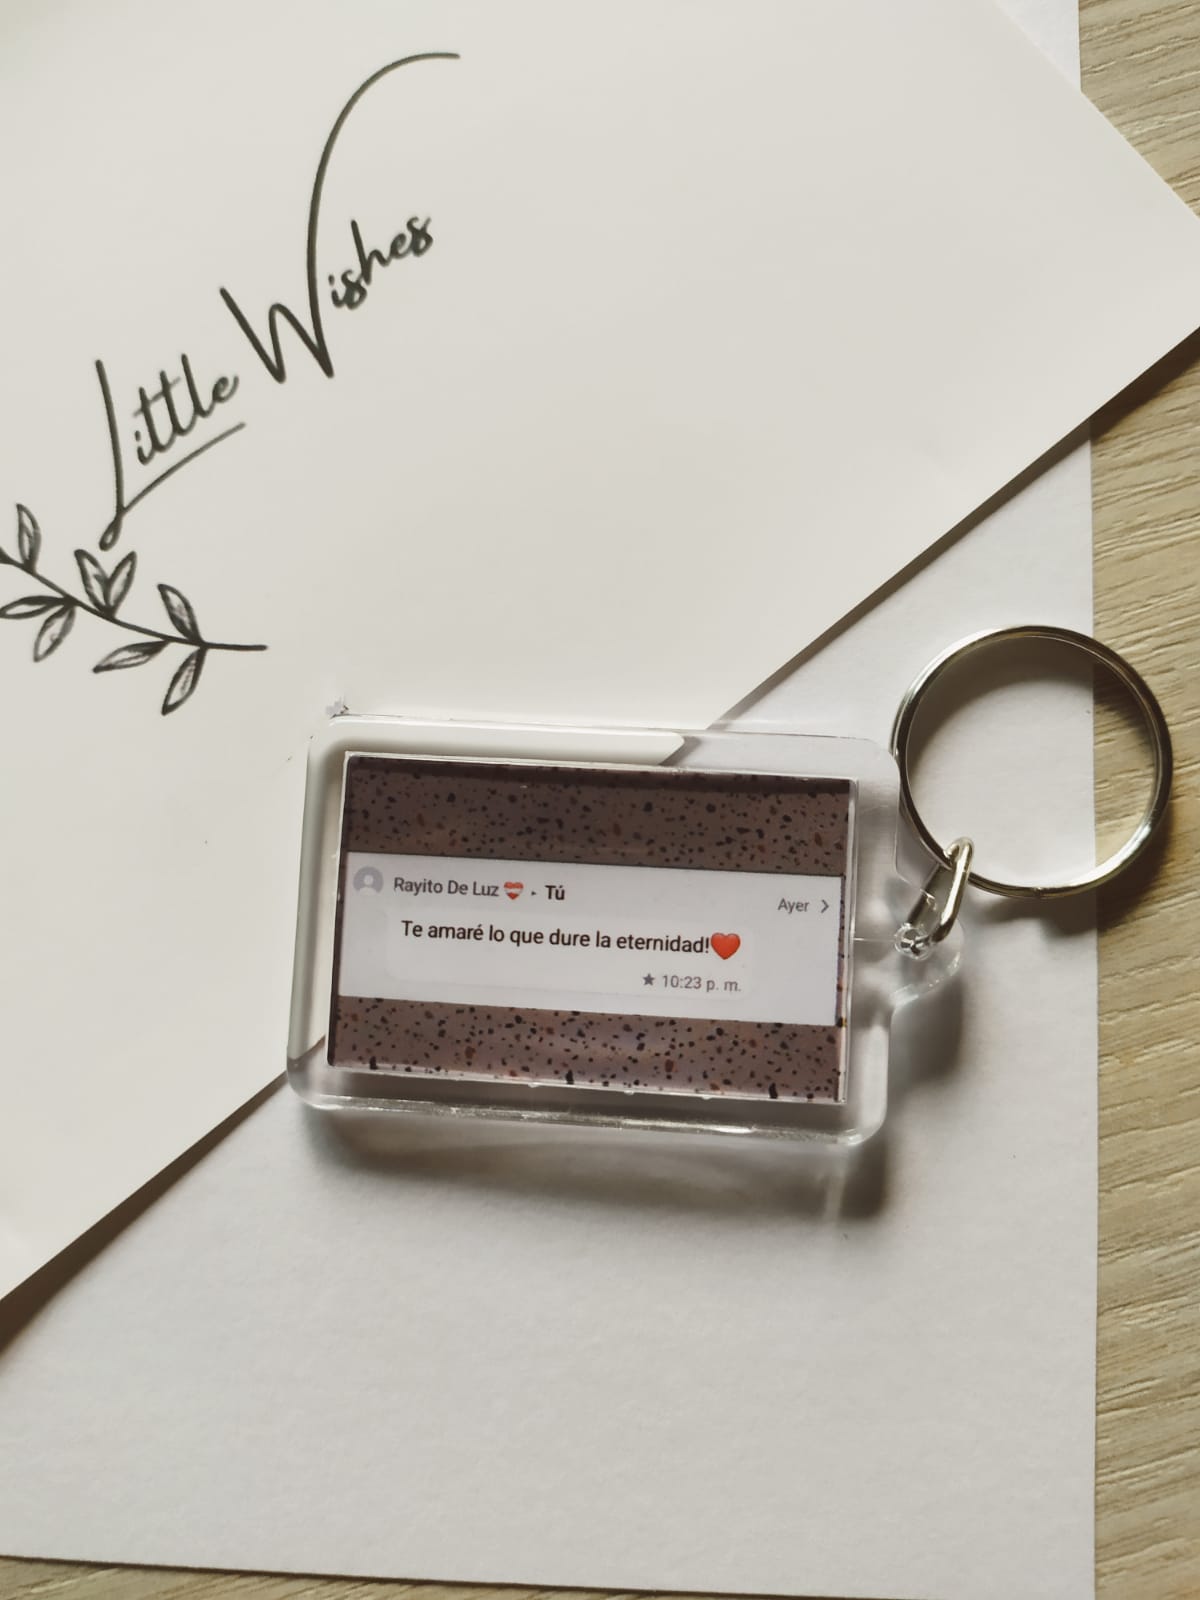 Little Wishes
Rayito De Luz ❤️‍🩹 ▸ Tú
Ayer >
Te amaré lo que dure la eternidad!❤️
★ 10:23 p. m.